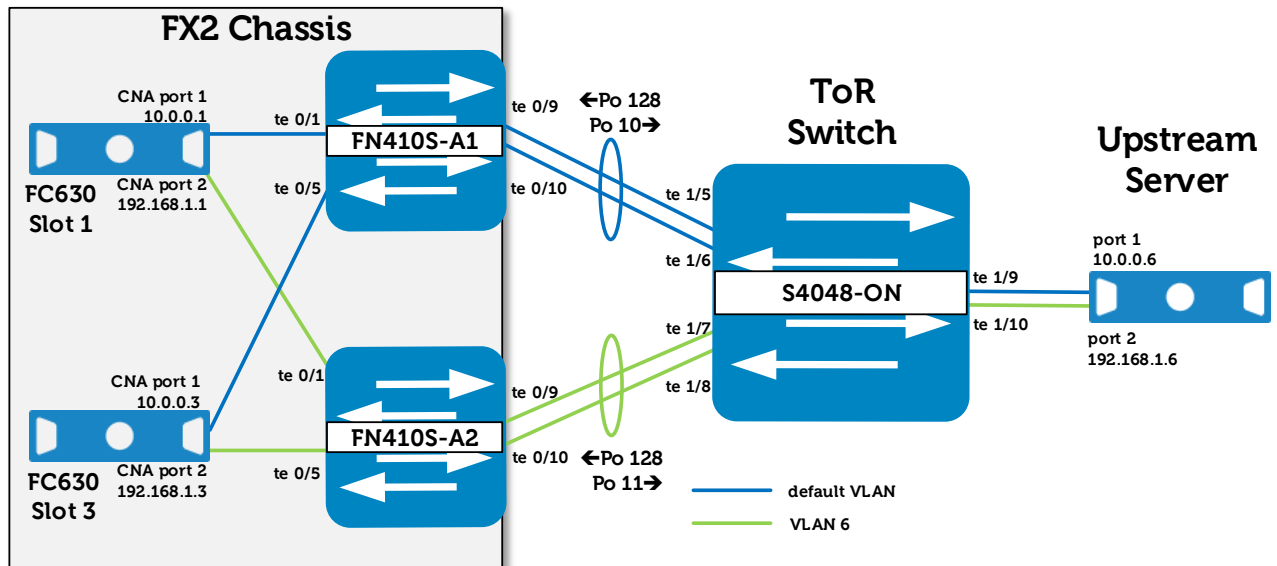 FX2 Chassis
CNA port 1
10.0.0.1
te 0/1
FN410S-A1
te 0/9
←Po 128
Po 10→
CNA port 2
192.168.1.1
te 0/5
te 0/10
FC630
Slot 1
ToR
Switch
te 1/5
te 1/6
S4048-ON
te 1/9
te 1/10
te 1/7
te 1/8
Upstream
Server
port 1
10.0.0.6
port 2
192.168.1.6
CNA port 1
10.0.0.3
te 0/1
FN410S-A2
te 0/9
CNA port 2
192.168.1.3
te 0/5
te 0/10
←Po 128
Po 11→
FC630
Slot 3
default VLAN
VLAN 6